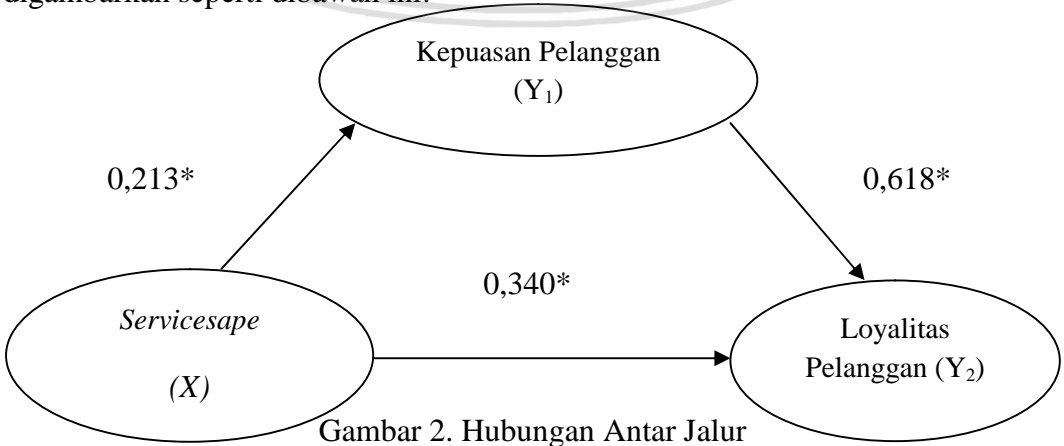 digambarkan seperti dibawah ini:
Kepuasan Pelanggan
(Y₁)
0,213*
0,618*
0,340*
Servicesape
(X)
Loyalitas
Pelanggan (Y₂)
Gambar 2. Hubungan Antar Jalur